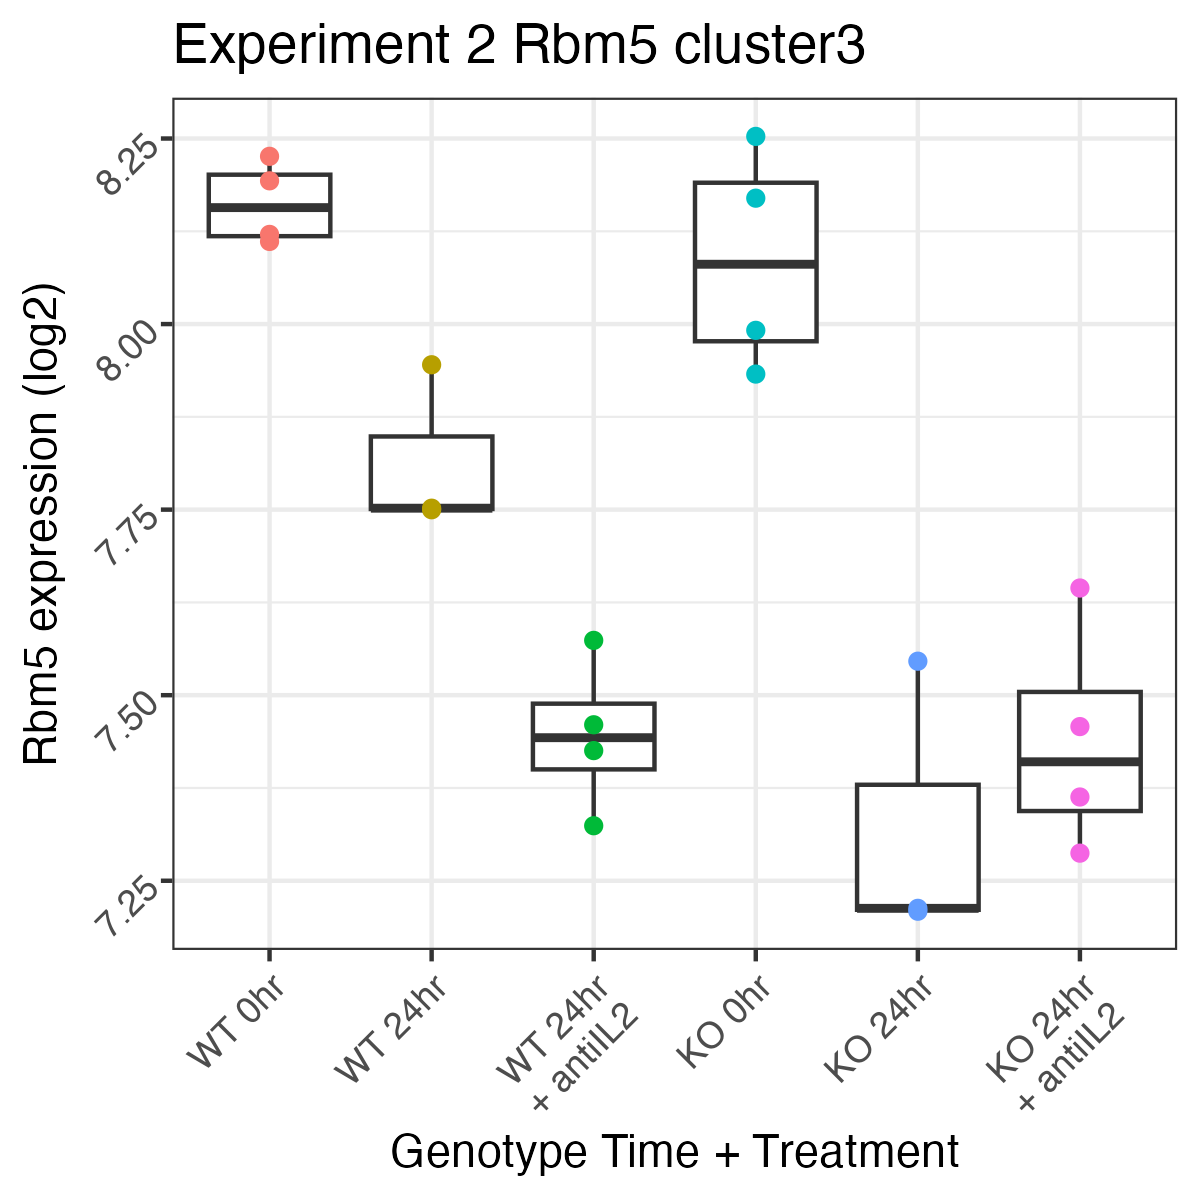 Experiment 2 Rbm5 cluster3
Rbm5 expression (log2)
8.25
8.00
7.75
7.50
7.25
WT 0hr
WT 24hr
WT 24hr
+ antiIL2
KO 0hr
KO 24hr
KO 24hr
+ antiIL2
Genotype Time + Treatment